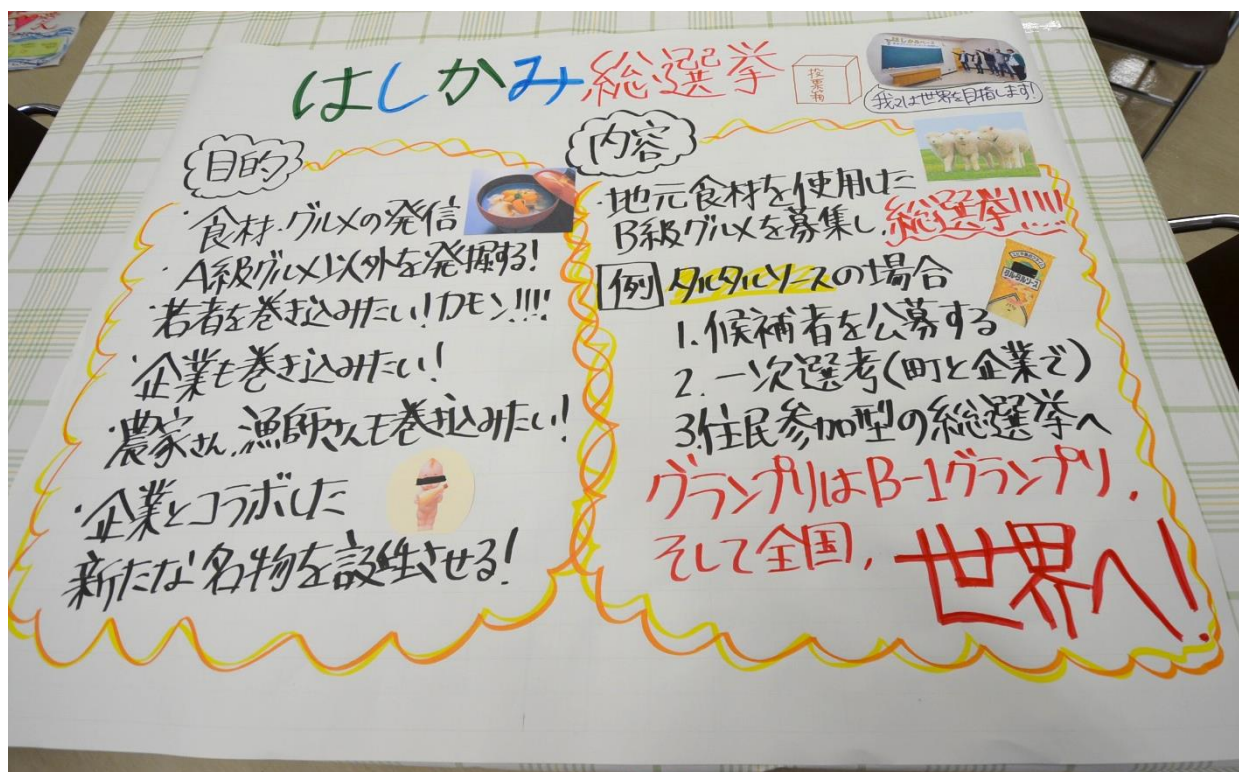 はしかみ総選挙
投票箱
我々は世界を目指します!
目的
・食材・グルメの発信
・A級グルメ以外を発掘する!
・若者を巻き込みたい!カモン!!!!
・企業も巻き込みたい!
・農家さん、漁師さんも巻き込みたい!
・企業とコラボした
新たな名物を誕生させる!
内容
・地元食材を使用した
B級グルメを募集し、総選挙!!!!!
例 タルタルソースの場合
タルタルソース
1.候補者を公募する
2.一次選考(町と企業で)
3.住民参加型の総選挙へ
グランプリはB-1グランプリ、
そして全国、世界へ!